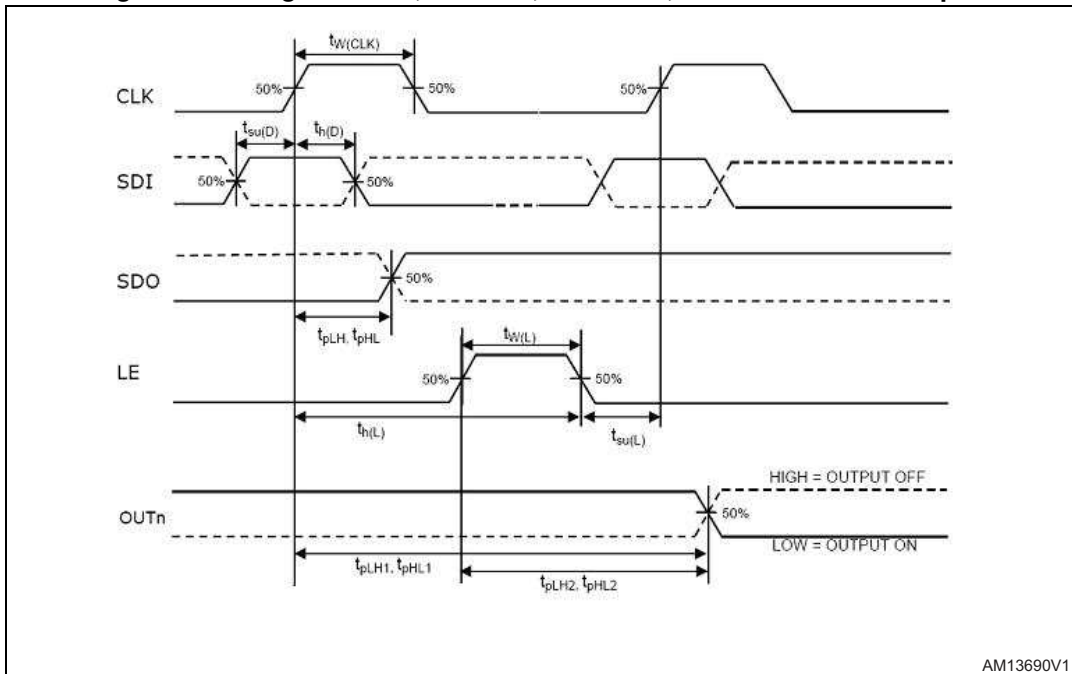 tW(CLK)
CLK
50%
50%
50%
tsu(D)
th(D)
SDI
50%
50%
SDO
50%
tpLH, tpHL
LE
tW(L)
50%
50%
th(L)
tsu(L)
HIGH = OUTPUT OFF
OUTn
50%
LOW = OUTPUT ON
tpLH1, tpHL1
tpLH2, tpHL2
AM13690V1